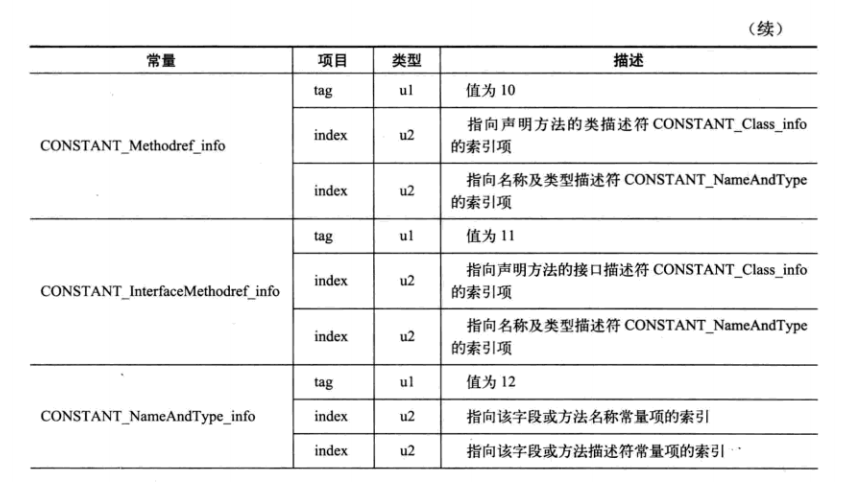 （续）
常量 项目 类型 描述
tag u1 值为 10
CONSTANT_Methodref_info index u2 指向声明方法的类描述符 CONSTANT_Class_info
的索引项
index u2 指向名称及类型描述符 CONSTANT_NameAndType
的索引项
tag u1 值为 11
CONSTANT_InterfaceMethodref_info index u2 指向声明方法的接口描述符 CONSTANT_Class_info
的索引项
index u2 指向名称及类型描述符 CONSTANT_NameAndType
的索引项
tag u1 值为 12
CONSTANT_NameAndType_info index u2 指向该字段或方法名称常量项的索引
index u2 指向该字段或方法描述符常量项的索引